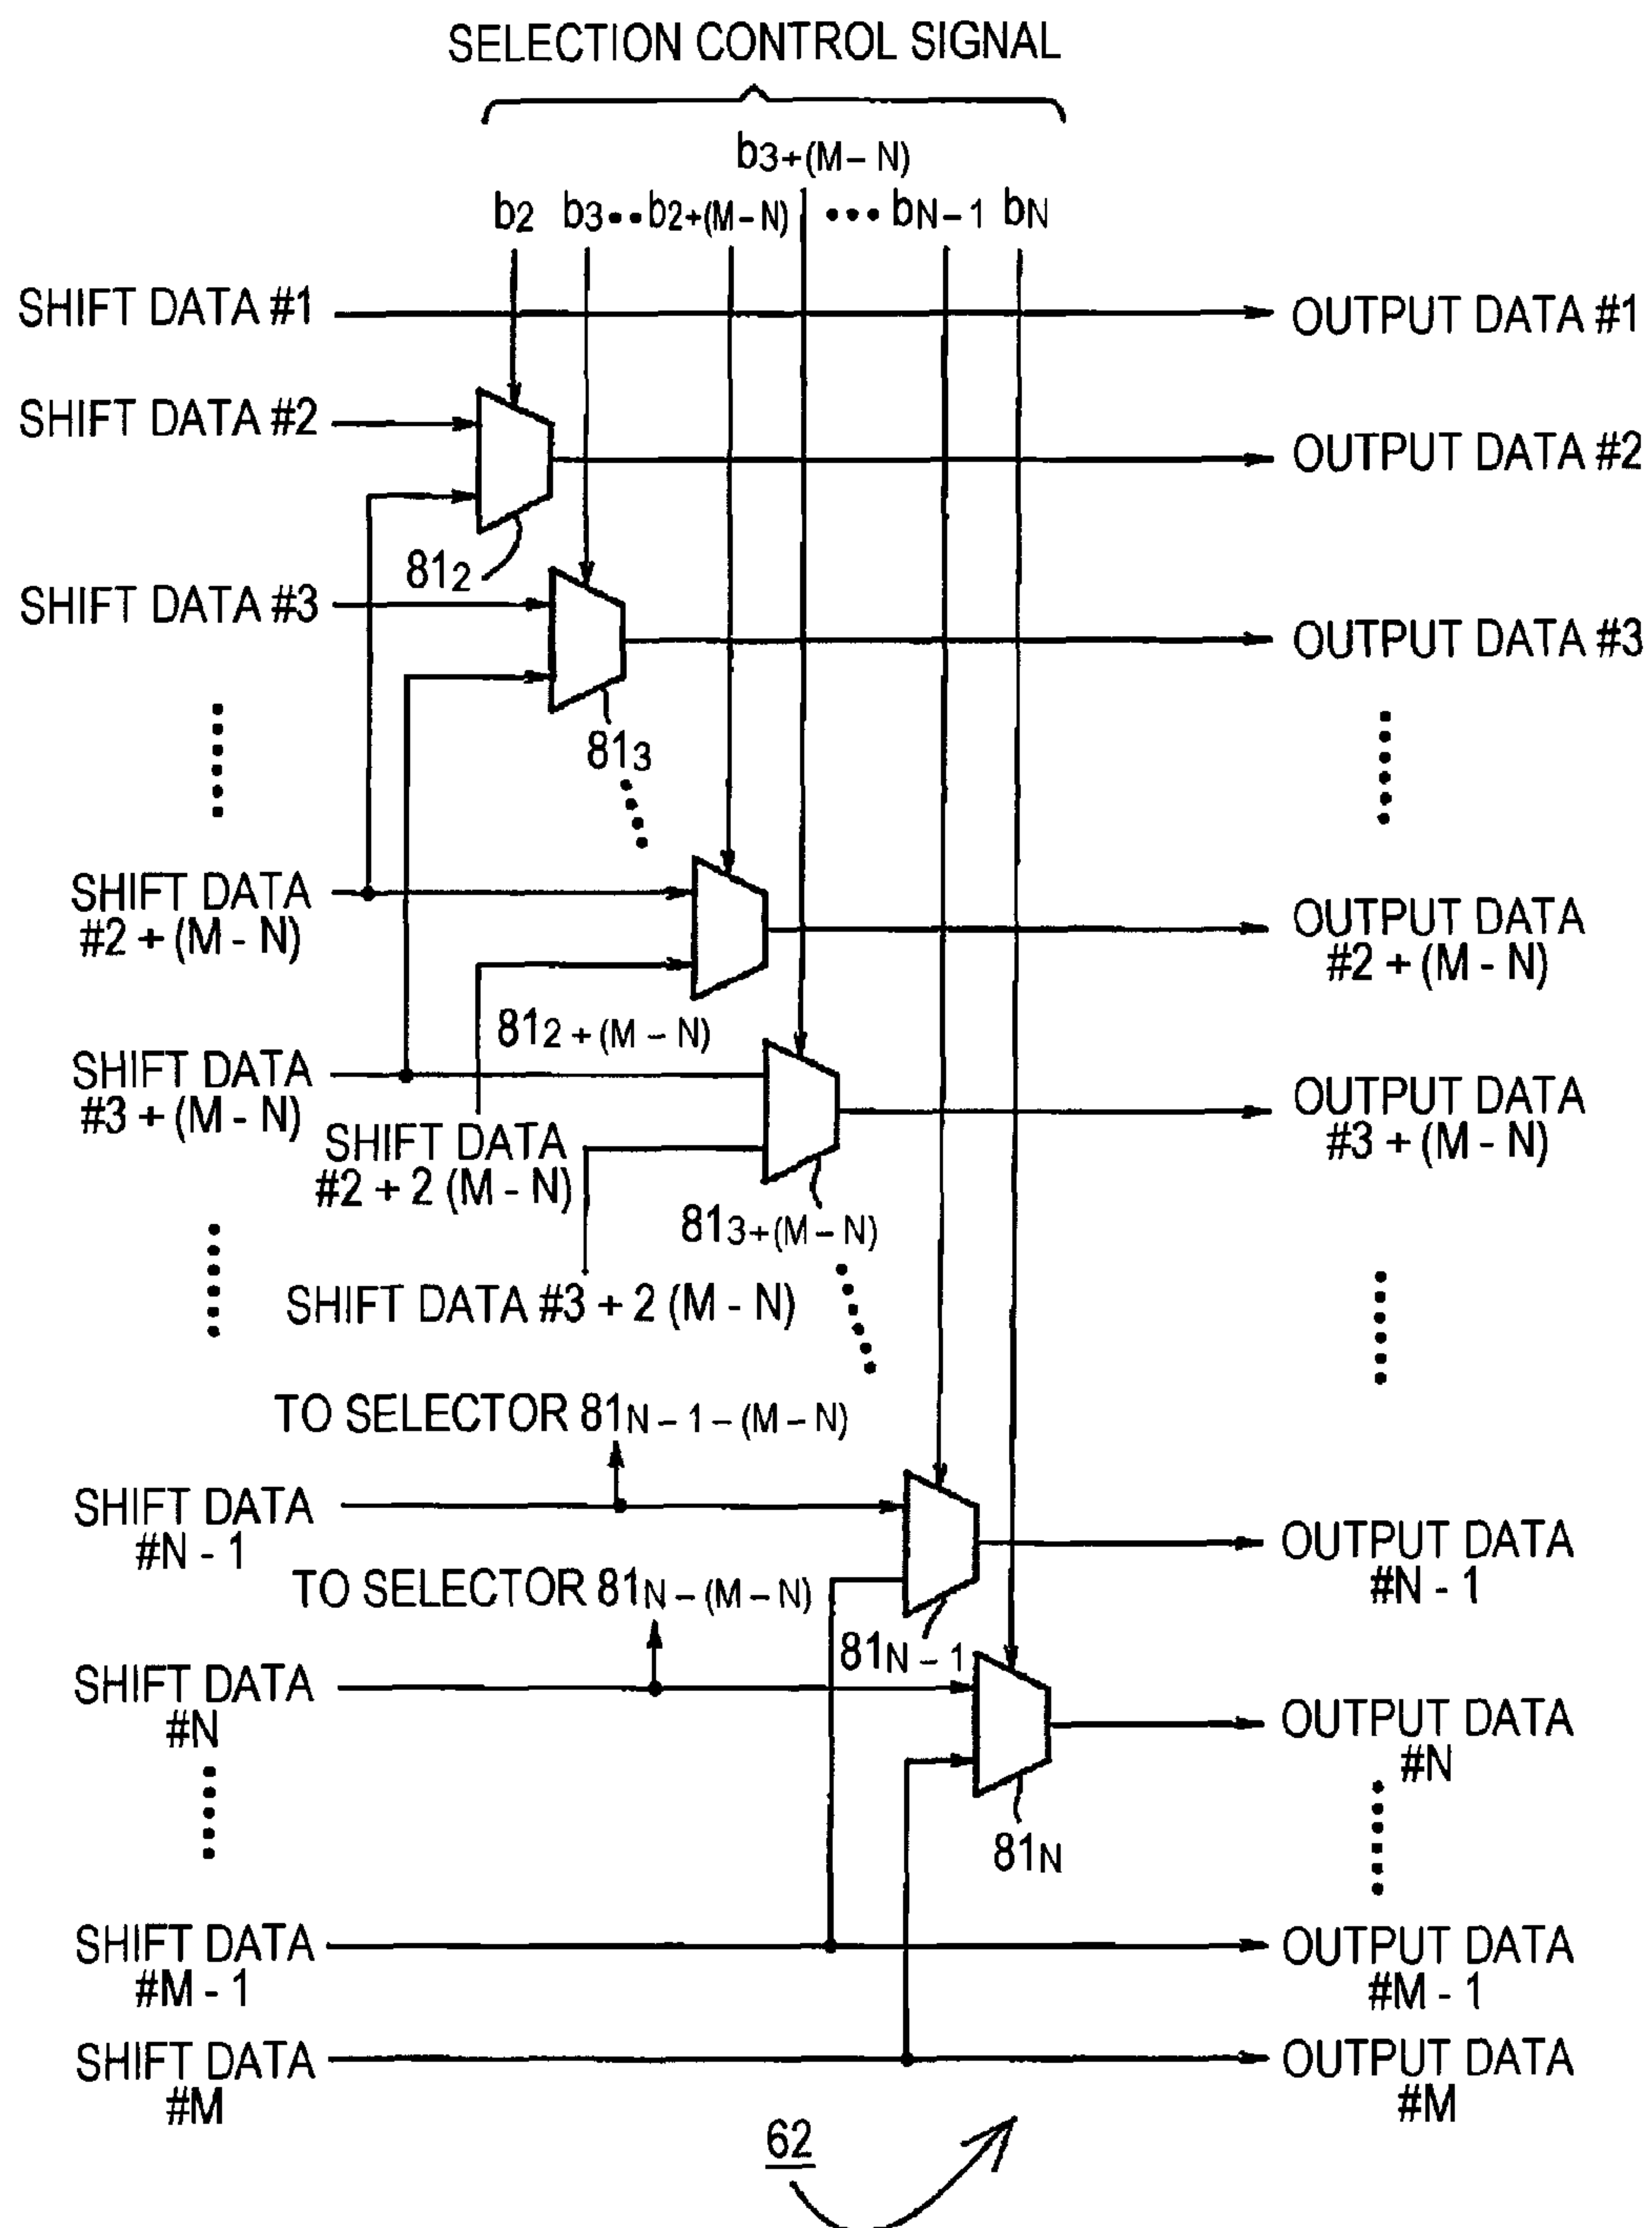 SELECTION CONTROL SIGNAL
b3+(M – N)
b2 b3 •• b2+(M – N) ••• bN – 1 bN
SHIFT DATA #1
OUTPUT DATA #1
SHIFT DATA #2
OUTPUT DATA #2
812
SHIFT DATA #3
OUTPUT DATA #3
813
SHIFT DATA
#2 + (M - N)
OUTPUT DATA
#2 + (M - N)
812 + (M – N)
SHIFT DATA
#3 + (M - N)
OUTPUT DATA
#3 + (M - N)
SHIFT DATA
#2 + 2 (M - N)
813+(M – N)
SHIFT DATA #3 + 2 (M - N)
TO SELECTOR 81N – 1 – (M – N)
SHIFT DATA
#N - 1
OUTPUT DATA
#N - 1
TO SELECTOR 81N – (M – N)
81N – 1
SHIFT DATA
#N
OUTPUT DATA
#N
81N
SHIFT DATA
#M - 1
OUTPUT DATA
#M - 1
SHIFT DATA
#M
OUTPUT DATA
#M
62